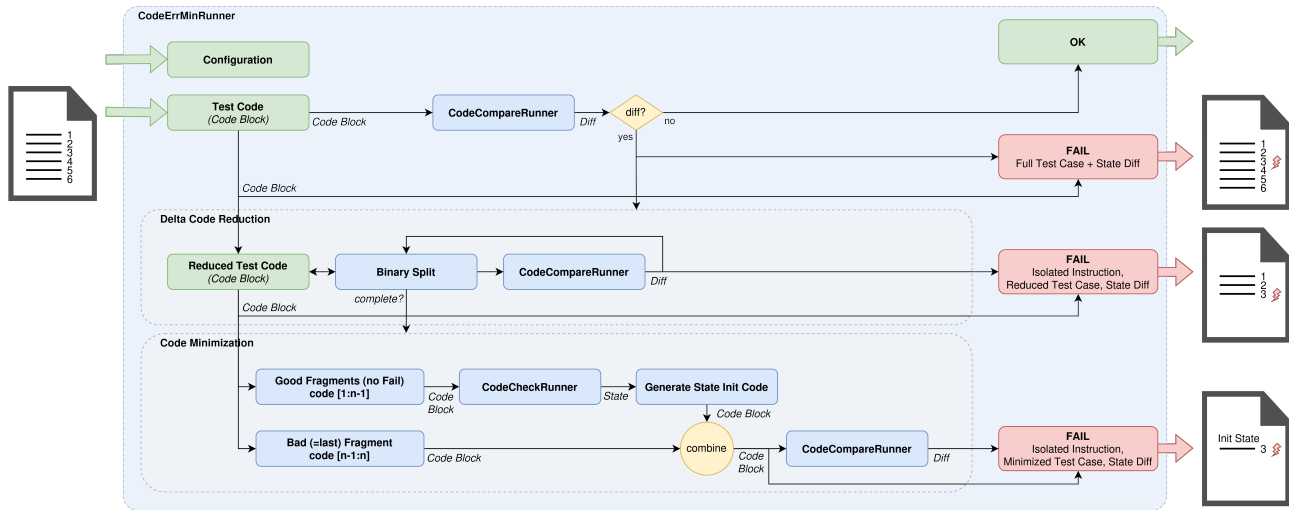 CodeErrMinRunner
Configuration
OK
Test Code
(Code Block)
Code Block
CodeCompareRunner
Diff
diff?
no
yes
1
2
3
4
5
6
FAIL
Full Test Case + State Diff
1
2
3
4
5
6
Code Block
Delta Code Reduction
Reduced Test Code
(Code Block)
Binary Split
CodeCompareRunner
Diff
complete?
Code Block
FAIL
Isolated Instruction,
Reduced Test Case, State Diff
1
2
3
Code Minimization
Good Fragments (no Fail)
code [1:n-1]
Code
Block
CodeCheckRunner
State
Generate State Init Code
Code Block
Bad (=last) Fragment
code [n-1:n]
Code Block
combine
Code
Block
CodeCompareRunner
Diff
FAIL
Isolated Instruction,
Minimized Test Case, State Diff
Init State
3